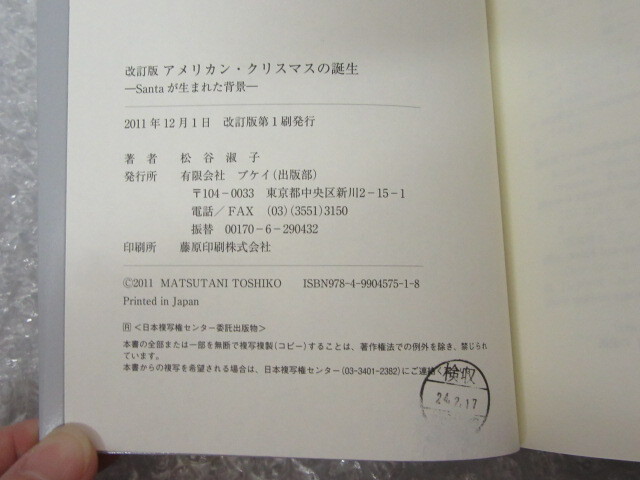 改訂版 アメリカン・クリスマスの誕生
―Santaが生まれた背景―
2011年12月1日　改訂版第1刷発行
著　者　松　谷　淑　子
発行所　有限会社　ブケイ(出版部)
〒104−0033　東京都中央区新川2−15−1
電話／FAX　(03)(3551)3150
振替　00170−6−290432
印刷所　藤原印刷株式会社
©2011　MATSUTANI TOSHIKO　ISBN978-4-9904575-1-8
Printed in Japan
Ⓡ＜日本複写権センター委託出版物＞
本書の全部または一部を無断で複写複製(コピー)することは、著作権法での例外を除き、禁じられ
ています。
本書からの複写を希望される場合は、日本複写権センター(03-3401-2382)にご連絡く
検収
24.2.17